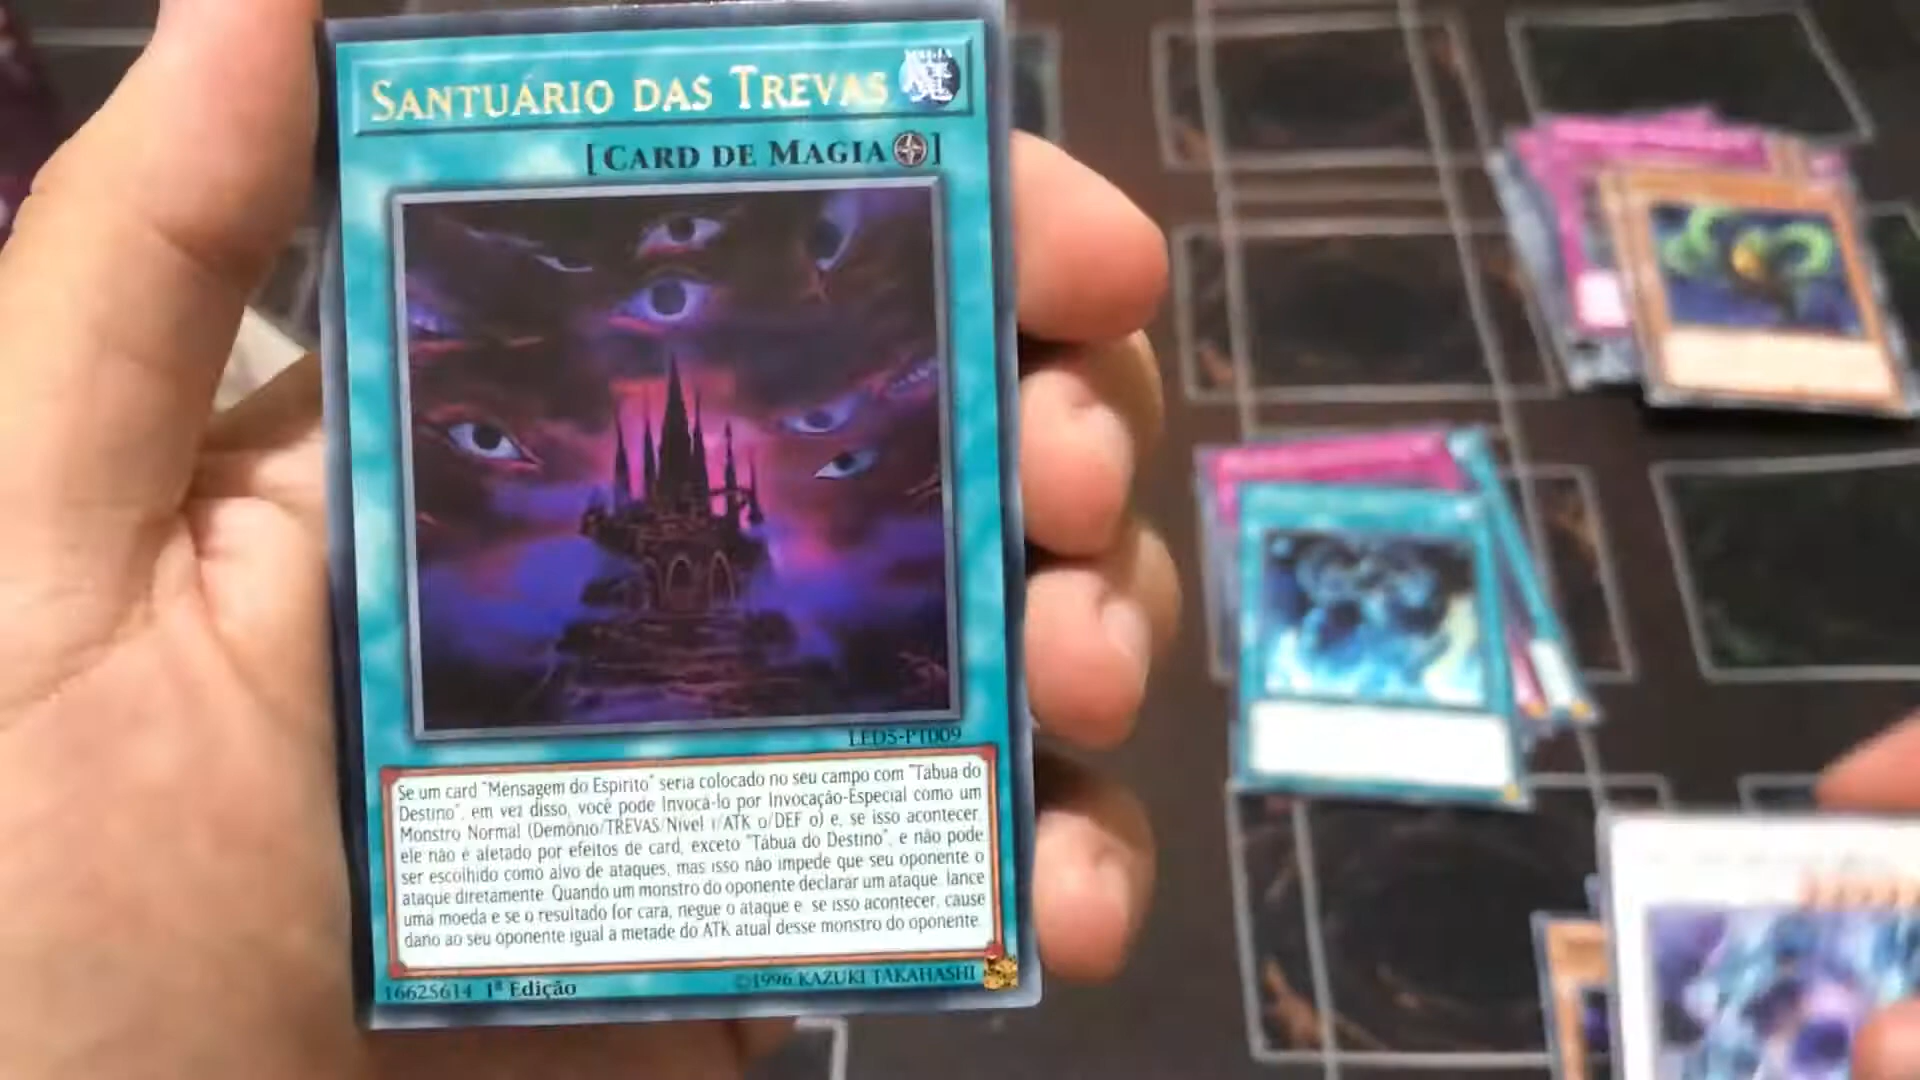 SANTUÁRIO DAS TREVAS
[CARD DE MAGIA]
LED5-PT009
Se um card "Mensagem do Espírito" seria colocado no seu campo com "Tábua do
Destino", em vez disso, você pode Invocá-lo por Invocação-Especial como um
Monstro Normal (Demônio/TREVAS/Nível 1/ATK 0/DEF 0) e, se isso acontecer,
ele não é afetado por efeitos de card, exceto "Tábua do Destino", e não pode
ser escolhido como alvo de ataques, mas isso não impede que seu oponente o
ataque diretamente. Quando um monstro do oponente declarar um ataque: lance
uma moeda e se o resultado for cara, negue o ataque e, se isso acontecer, cause
dano ao seu oponente igual a metade do ATK atual desse monstro do oponente.
16625614 1ª Edição
©1996 KAZUKI TAKAHASHI